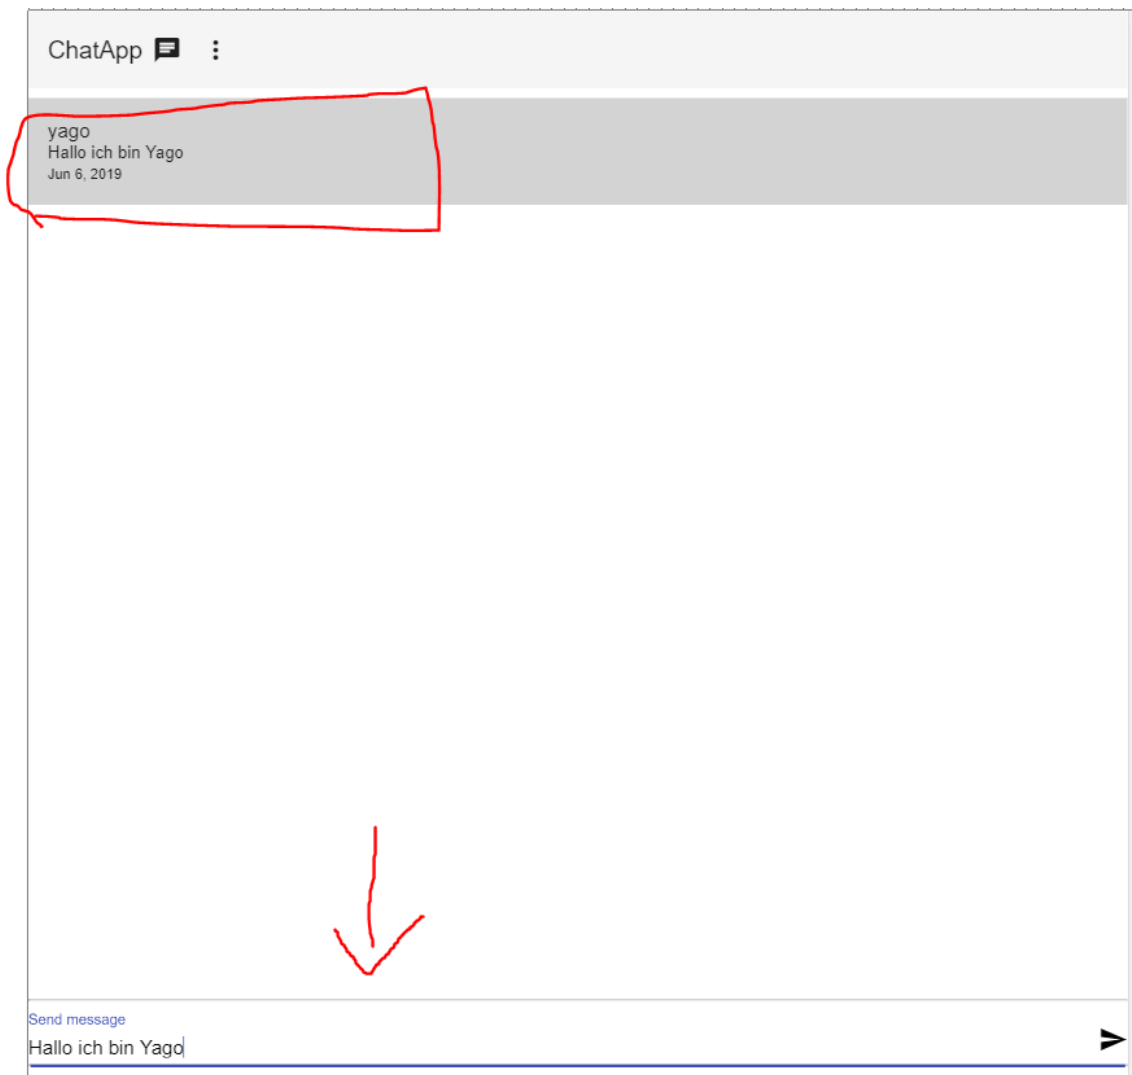 ChatApp
yago
Hallo ich bin Yago
Jun 6, 2019
Send message
Hallo ich bin Yago